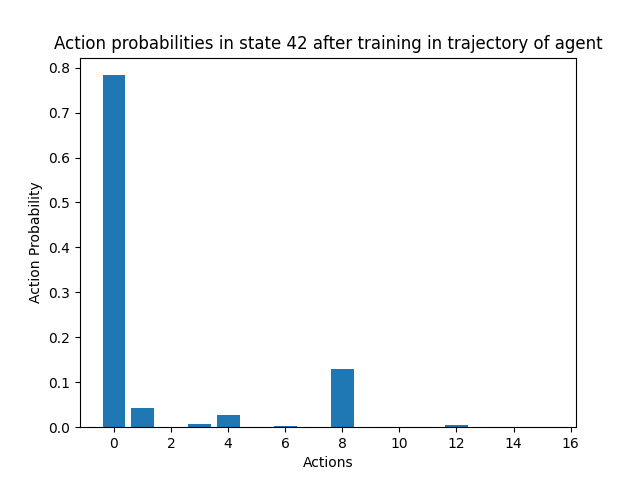 Action probabilities in state 42 after training in trajectory of agent
0.8
0.7
0.6
0.5
0.4
0.3
0.2
0.1
0.0
Action Probability
0 2 4 6 8 10 12 14 16
Actions